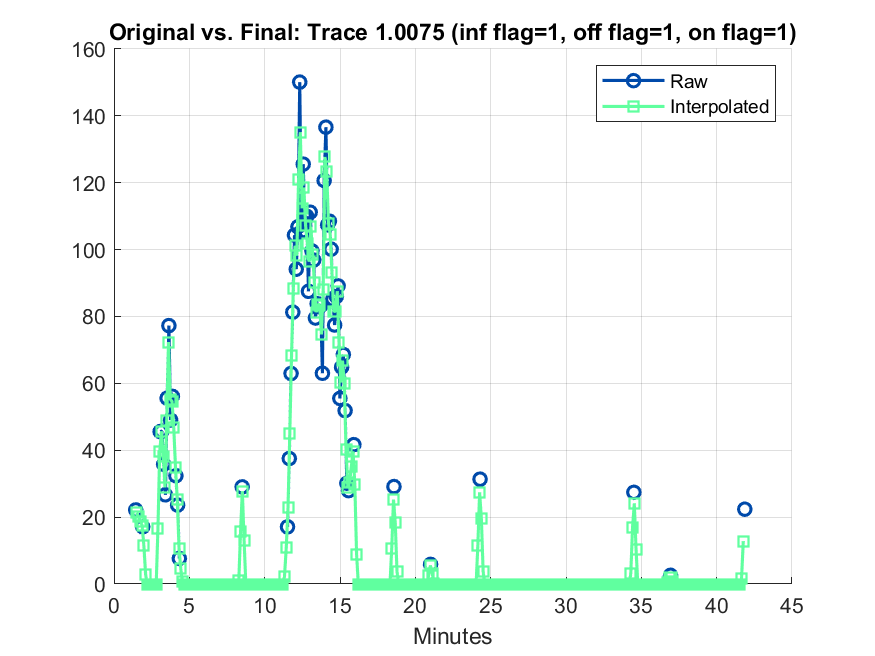 Original vs. Final: Trace 1.0075 (inf flag=1, off flag=1, on flag=1)
160
140
120
100
80
60
40
20
0
Raw
Interpolated
0 5 10 15 20 25 30 35 40 45
Minutes